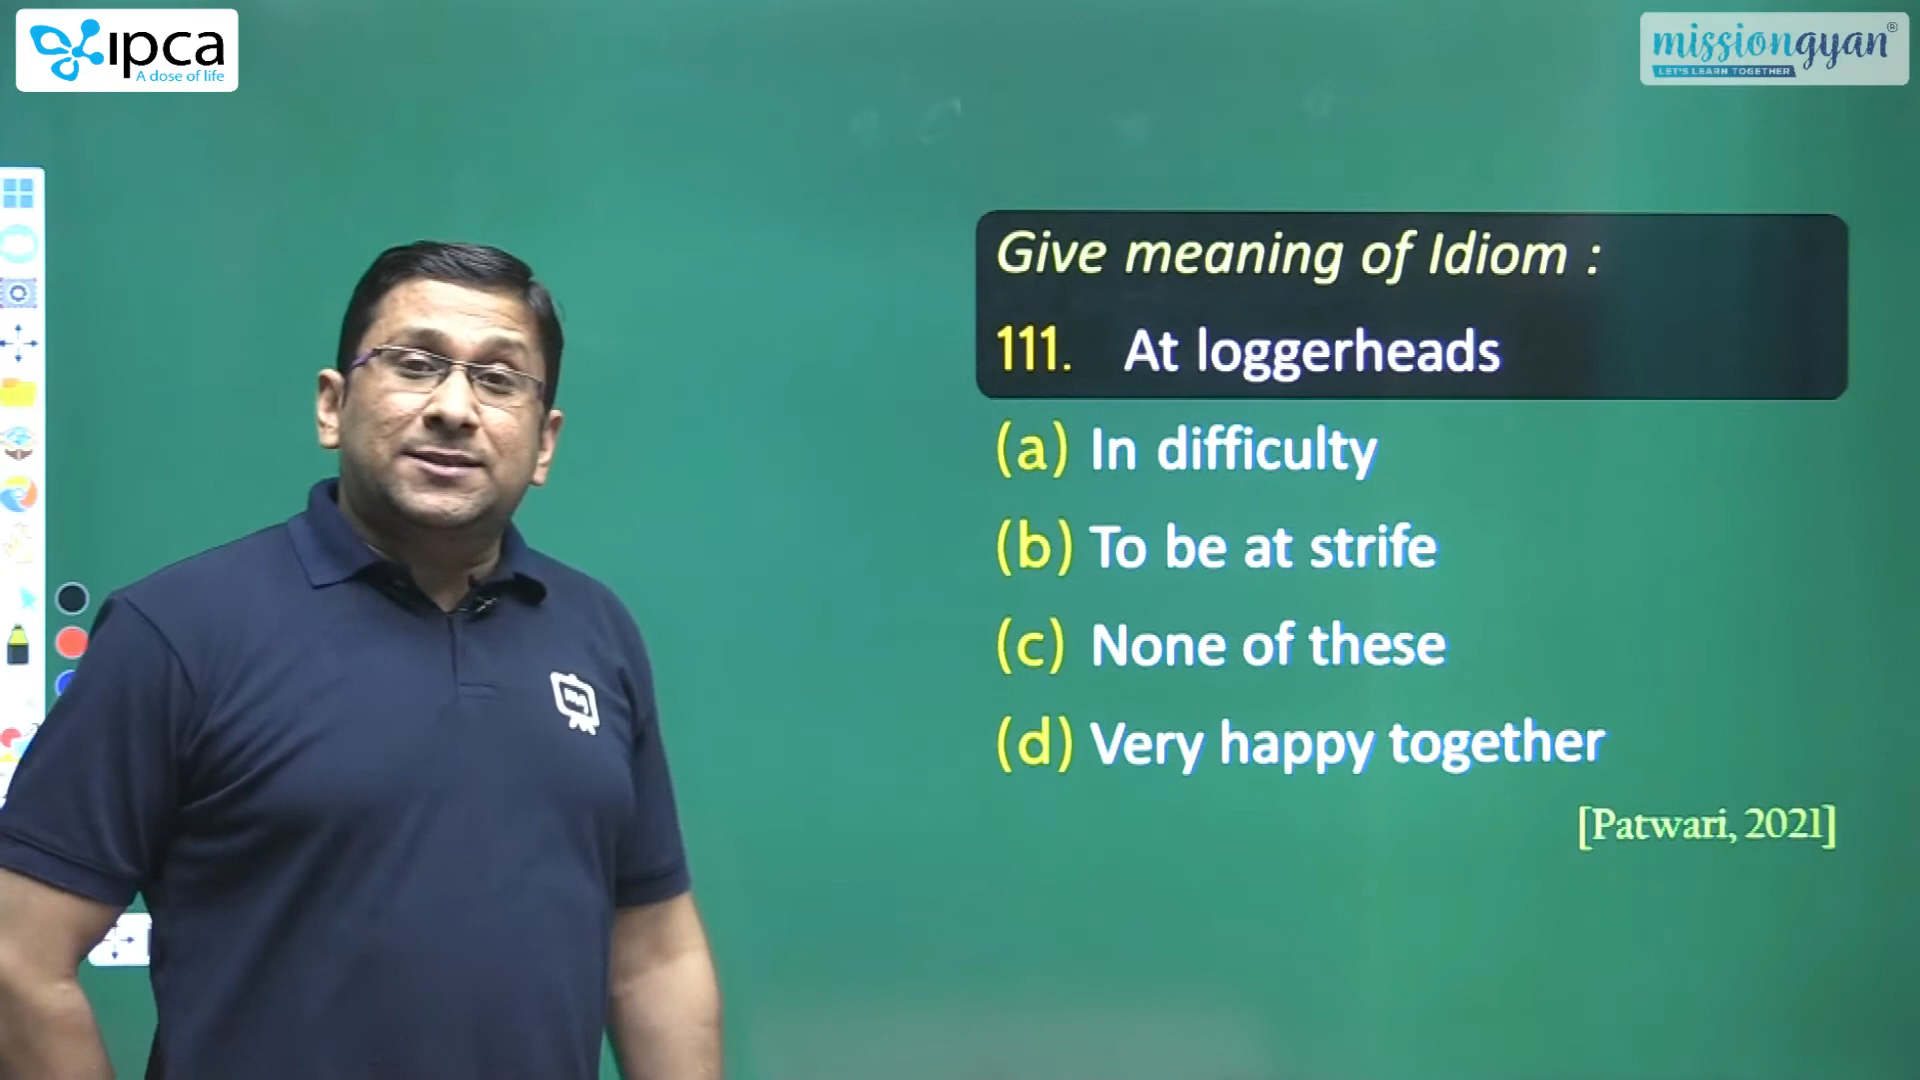 ipca
A dose of life
missiongyan®
LET'S LEARN TOGETHER
Give meaning of Idiom :
111. At loggerheads
(a) In difficulty
(b) To be at strife
(c) None of these
(d) Very happy together
[Patwari, 2021]